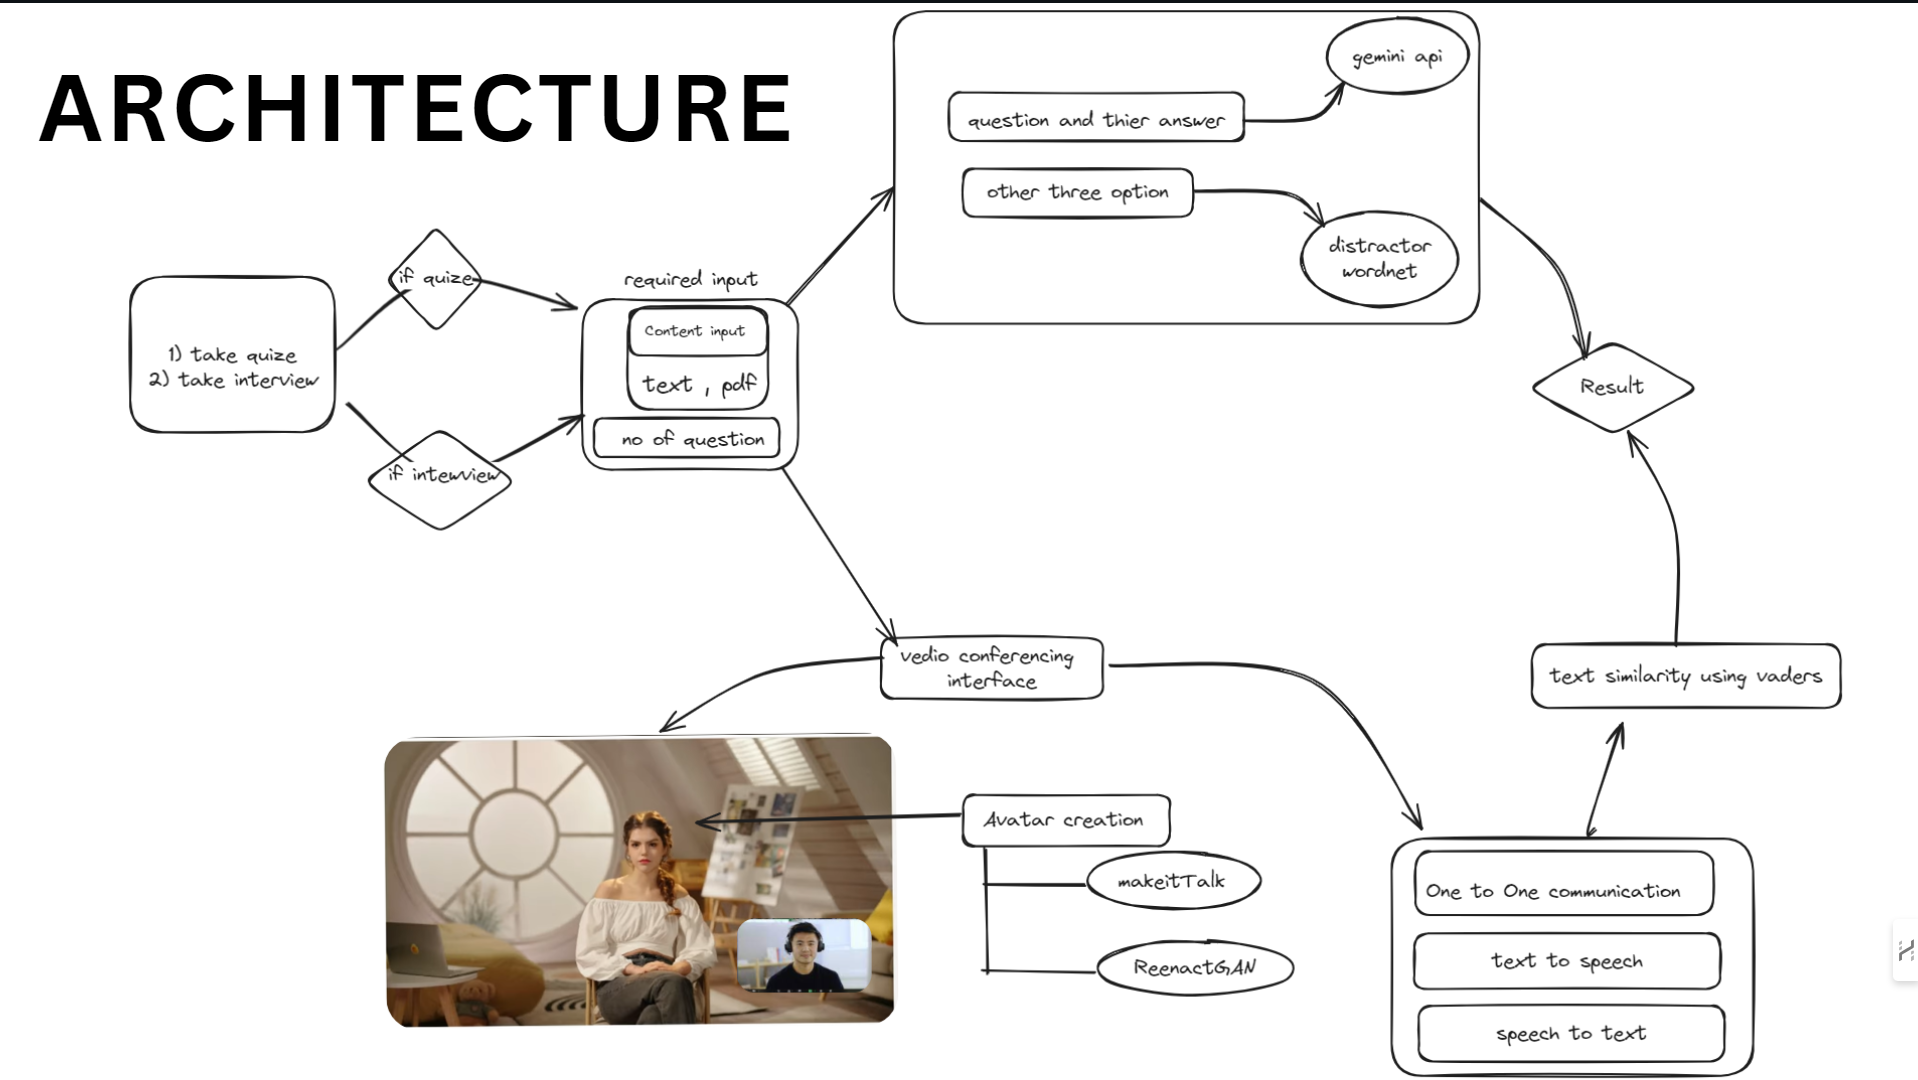 ARCHITECTURE
gemini api
question and thier answer
other three option
distractor
wordnet
if quize
required input
Content input
text , pdf
no of question
1) take quize
2) take interview
if intewview
Result
vedio conferencing
interface
text similarity using vaders
Avatar creation
makeitTalk
ReenactGAN
One to One communication
text to speech
speech to text